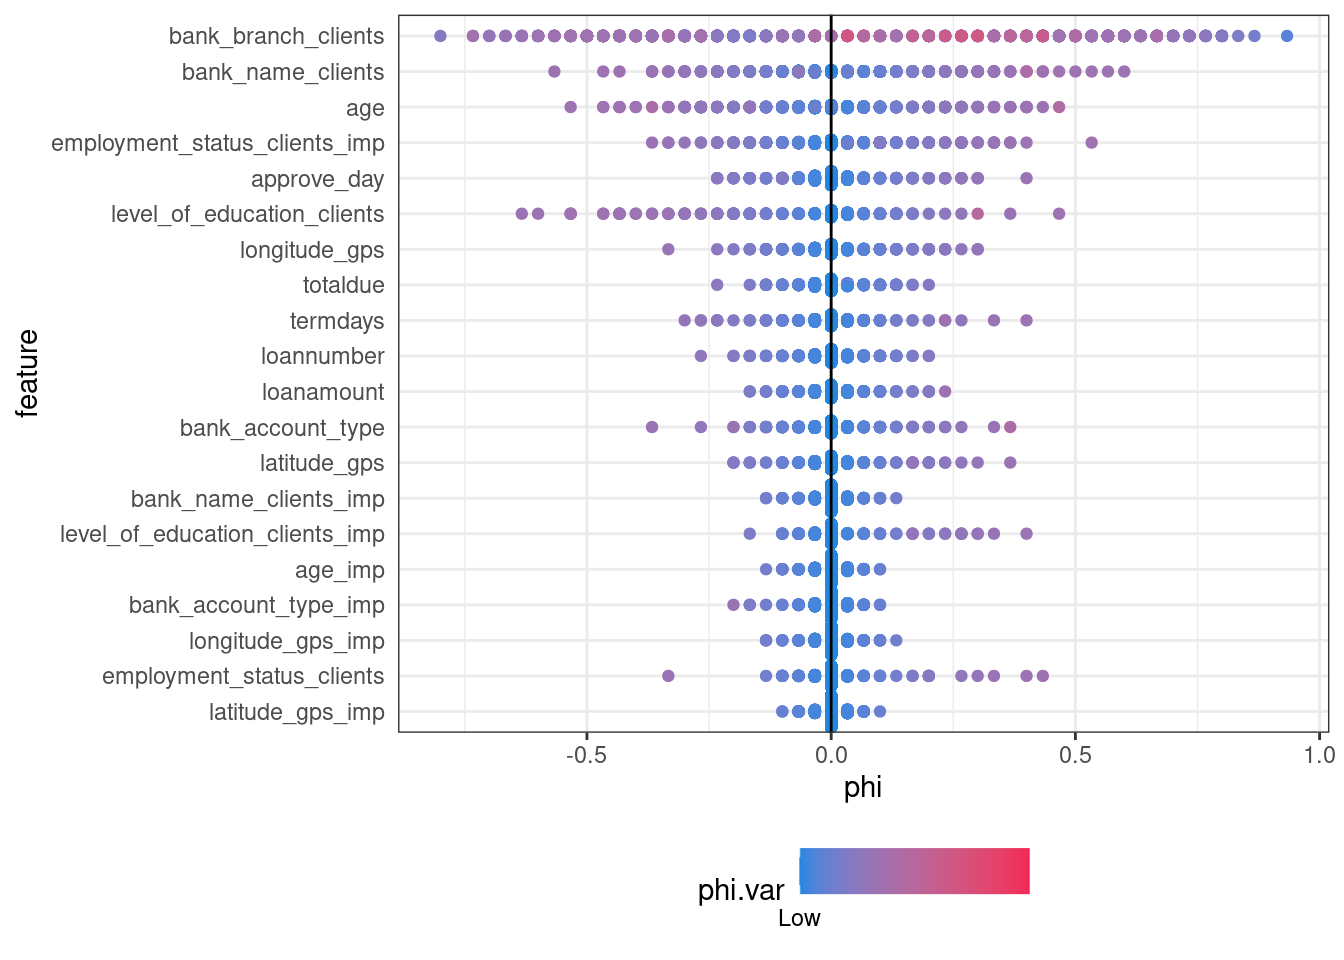 bank_branch_clients
bank_name_clients
age
employment_status_clients_imp
approve_day
level_of_education_clients
longitude_gps
totaldue
termdays
loannumber
loanamount
bank_account_type
latitude_gps
bank_name_clients_imp
level_of_education_clients_imp
age_imp
bank_account_type_imp
longitude_gps_imp
employment_status_clients
latitude_gps_imp
feature
-0.5 0.0 0.5 1.0
phi
phi.var
Low